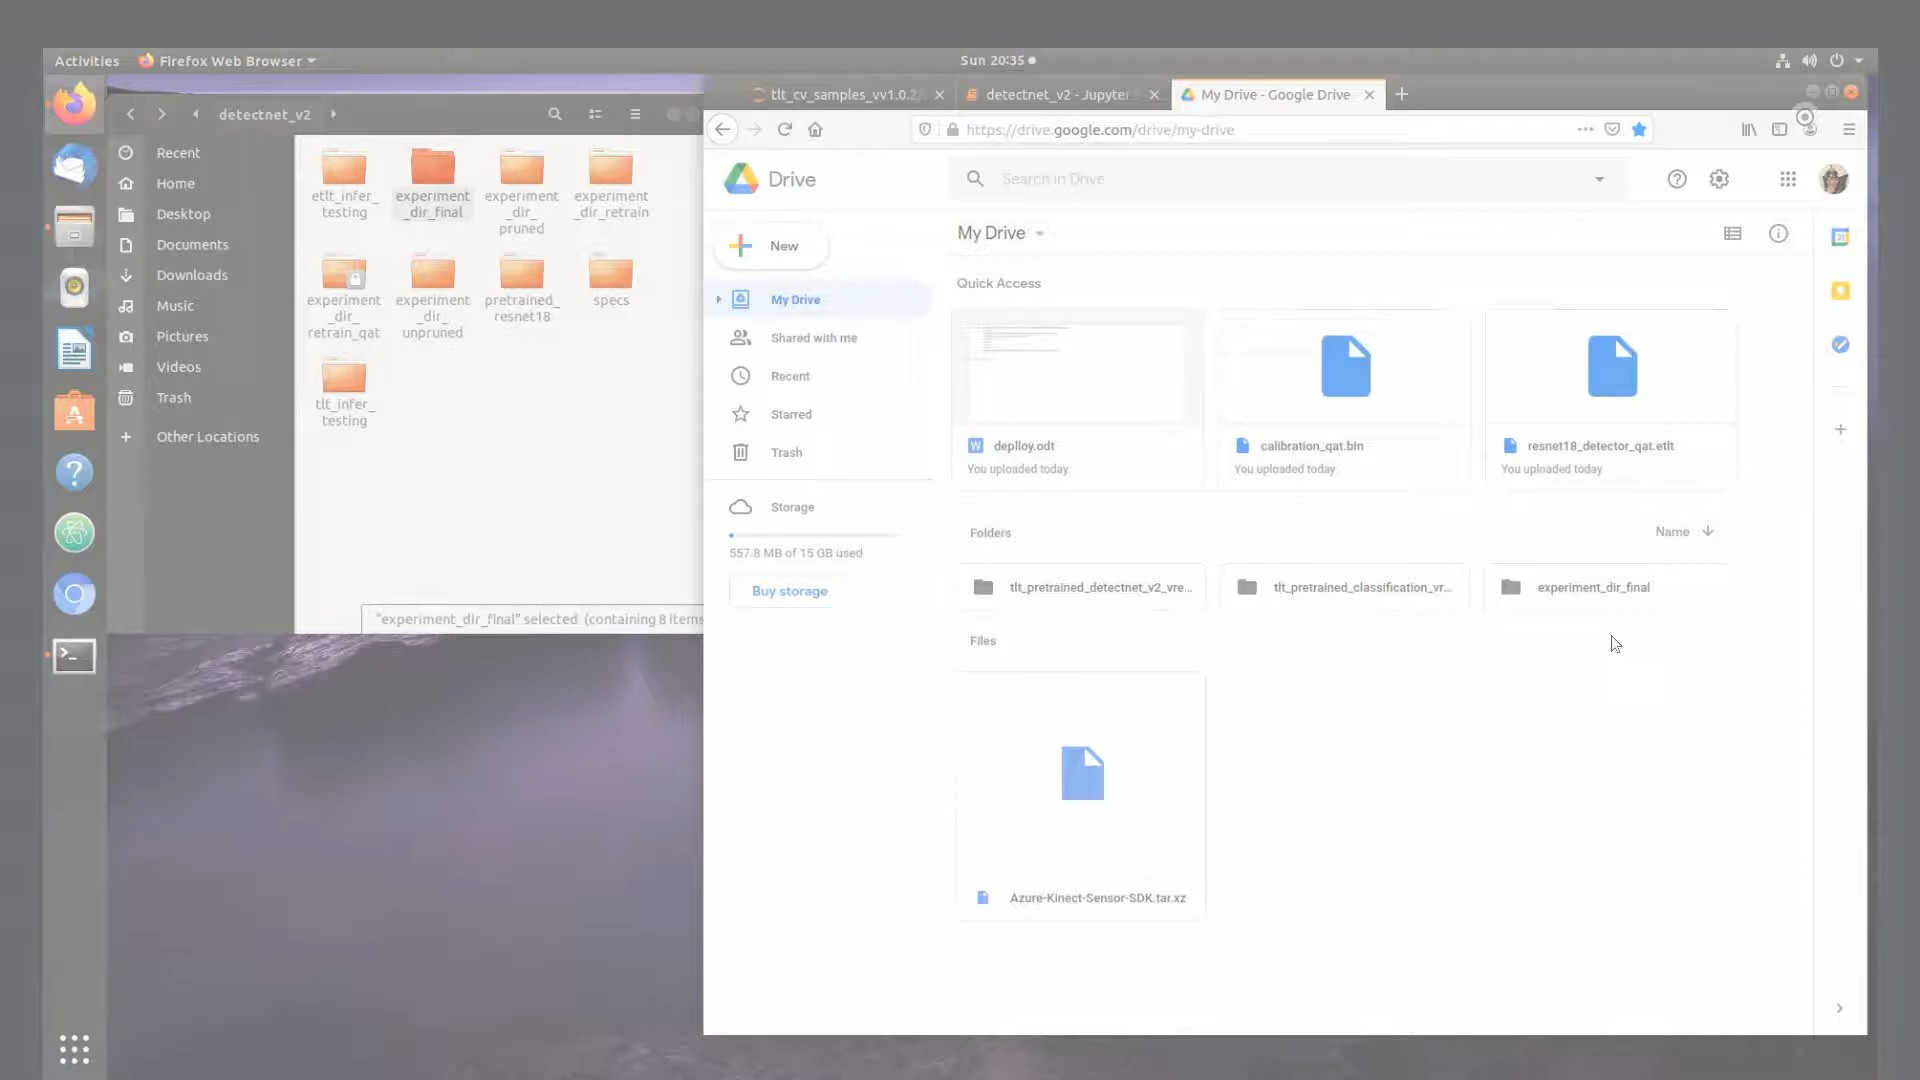 Activities
Firefox Web Browser
Sun 20:35
detectnet_v2
Recent
Home
Desktop
Documents
Downloads
Music
Pictures
Videos
Trash
Other Locations
etlt_infer_
testing
experiment
_dir_final
experiment
_dir_
pruned
experiment
_dir_retrain
experiment
_dir_
retrain_qat
experiment
_dir_
unpruned
pretrained_
resnet18
specs
tlt_infer_
testing
"experiment_dir_final" selected (containing 8 items
tlt_cv_samples_vv1.0.2
detectnet_v2 - Jupyter
My Drive - Google Drive
https://drive.google.com/drive/my-drive
Drive
Search in Drive
New
My Drive
Shared with me
Recent
Starred
Trash
Storage
557.8 MB of 15 GB used
Buy storage
My Drive
Quick Access
deplloy.odt
You uploaded today
calibration_qat.bin
You uploaded today
resnet18_detector_qat.etlt
You uploaded today
Folders
Name
tlt_pretrained_detectnet_v2_vre...
tlt_pretrained_classification_vr...
experiment_dir_final
Files
Azure-Kinect-Sensor-SDK.tar.xz
31